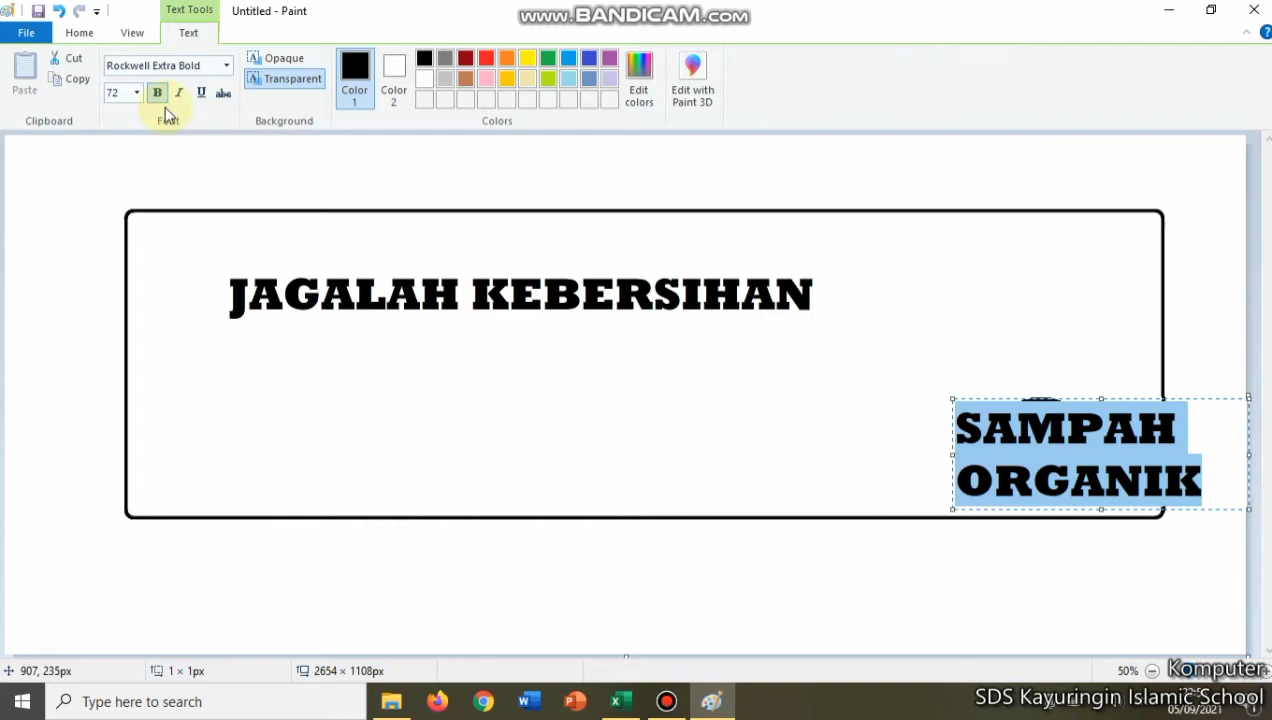 Text Tools
Untitled - Paint
www.BANDICAM.com
File
Home
View
Text
Paste
Cut
Copy
Clipboard
Rockwell Extra Bold
72
B
I
U
abc
Opaque
Transparent
Background
Color 1
Color 2
Edit colors
Colors
Edit with Paint 3D
JAGALAH KEBERSIHAN
SAMPAH
ORGANIK
907, 235px
1 × 1px
2654 × 1108px
50%
Komputer
Type here to search
SDS Kayuringin Islamic School
05/09/2021